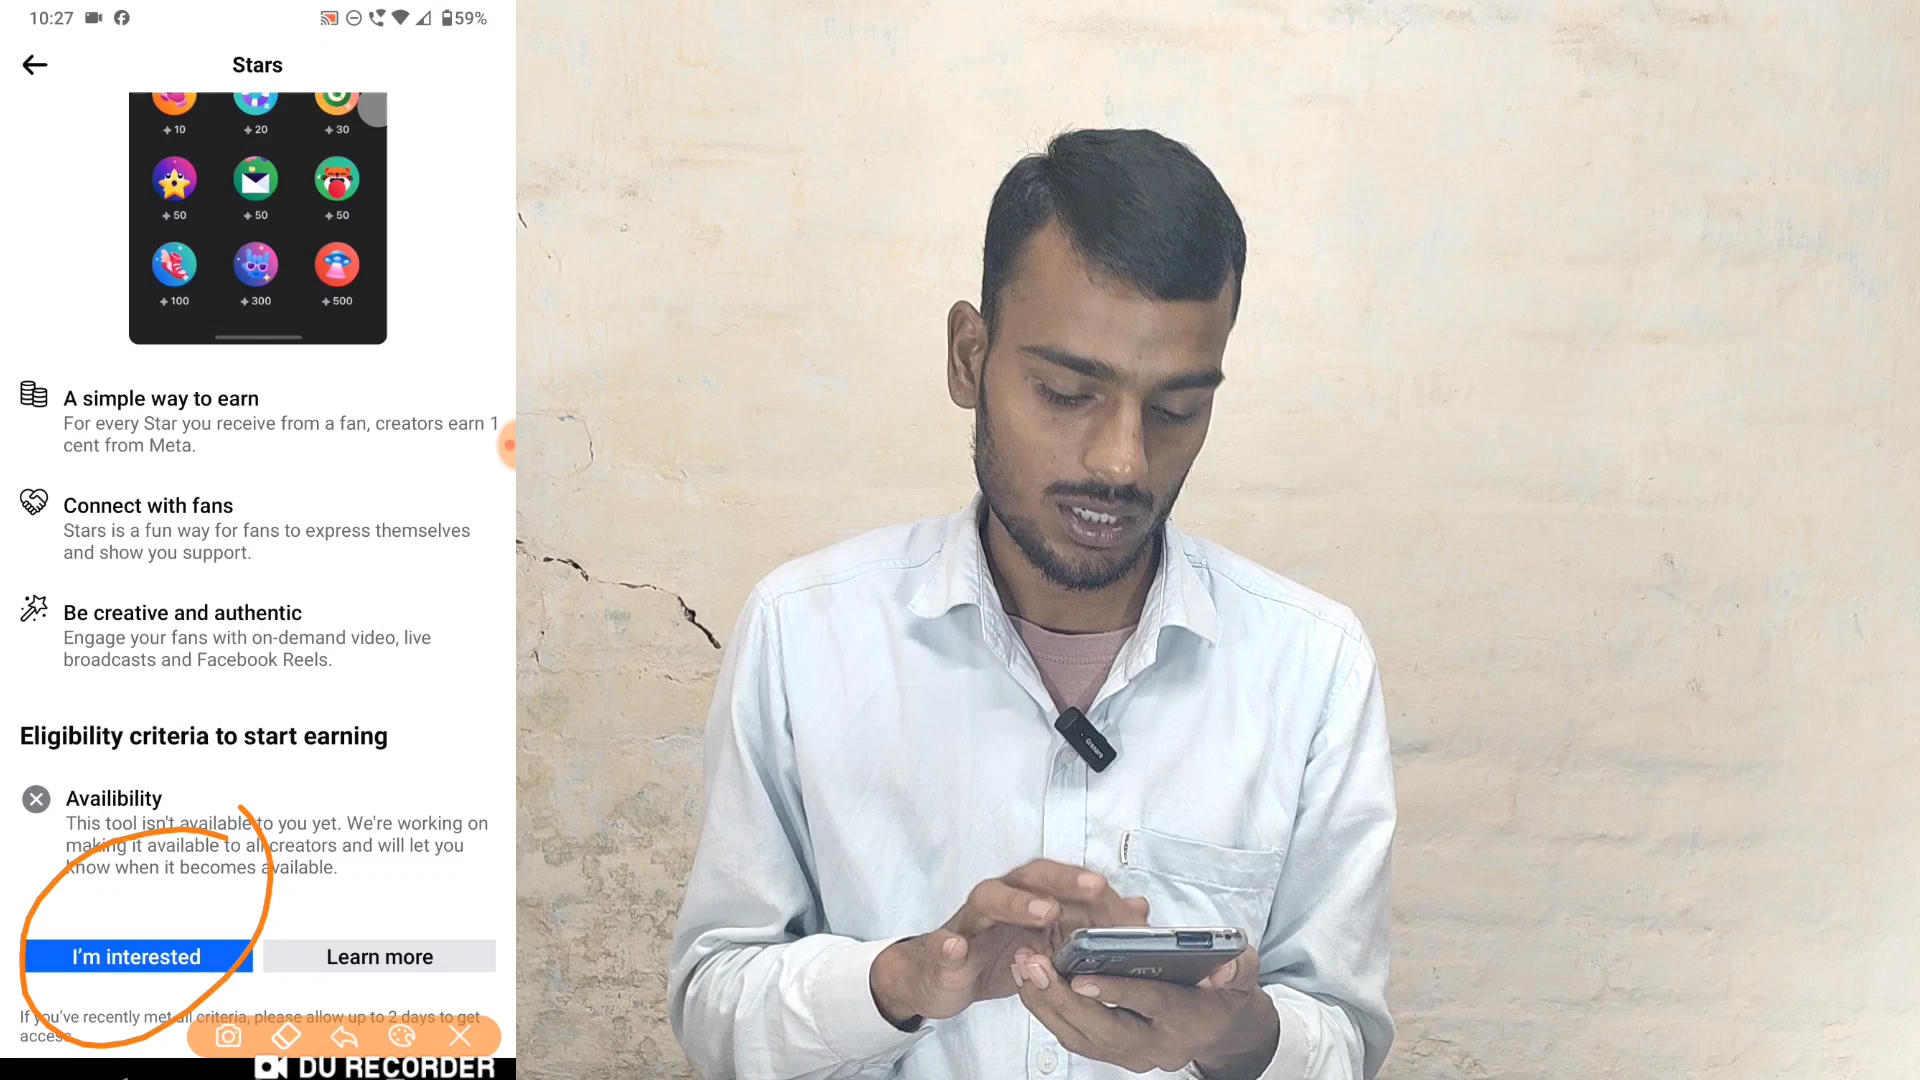 10:27
59%
Stars
+10 +20 +30
+50 +50 +50
+100 +300 +500
A simple way to earn
For every Star you receive from a fan, creators earn 1
cent from Meta.
Connect with fans
Stars is a fun way for fans to express themselves
and show you support.
Be creative and authentic
Engage your fans with on-demand video, live
broadcasts and Facebook Reels.
Eligibility criteria to start earning
Availibility
This tool isn't available to you yet. We're working on
making it available to all creators and will let you
know when it becomes available.
I'm interested
Learn more
If you've recently met all criteria, please allow up to 2 days to get
access.
DU RECORDER